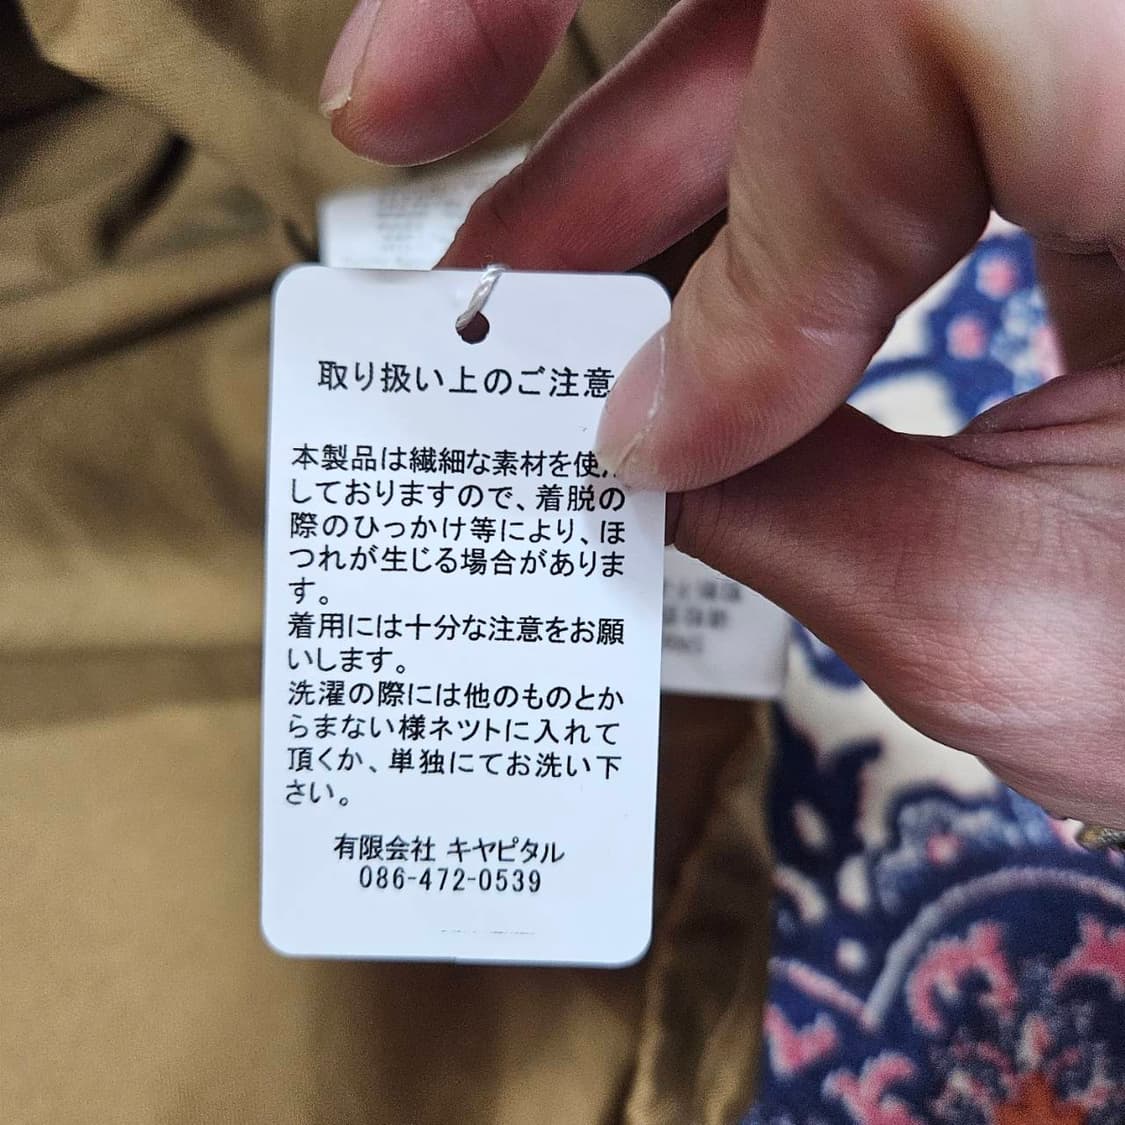 取り扱い上のご注意
本製品は繊細な素材を使
しておりますので、着脱の
際のひっかけ等により、ほ
つれが生じる場合がありま
す。
着用には十分な注意をお願
いします。
洗濯の際には他のものとか
らまない様ネツトに入れて
頂くか、単独にてお洗い下
さい。
有限会社 キヤピタル
086-472-0539